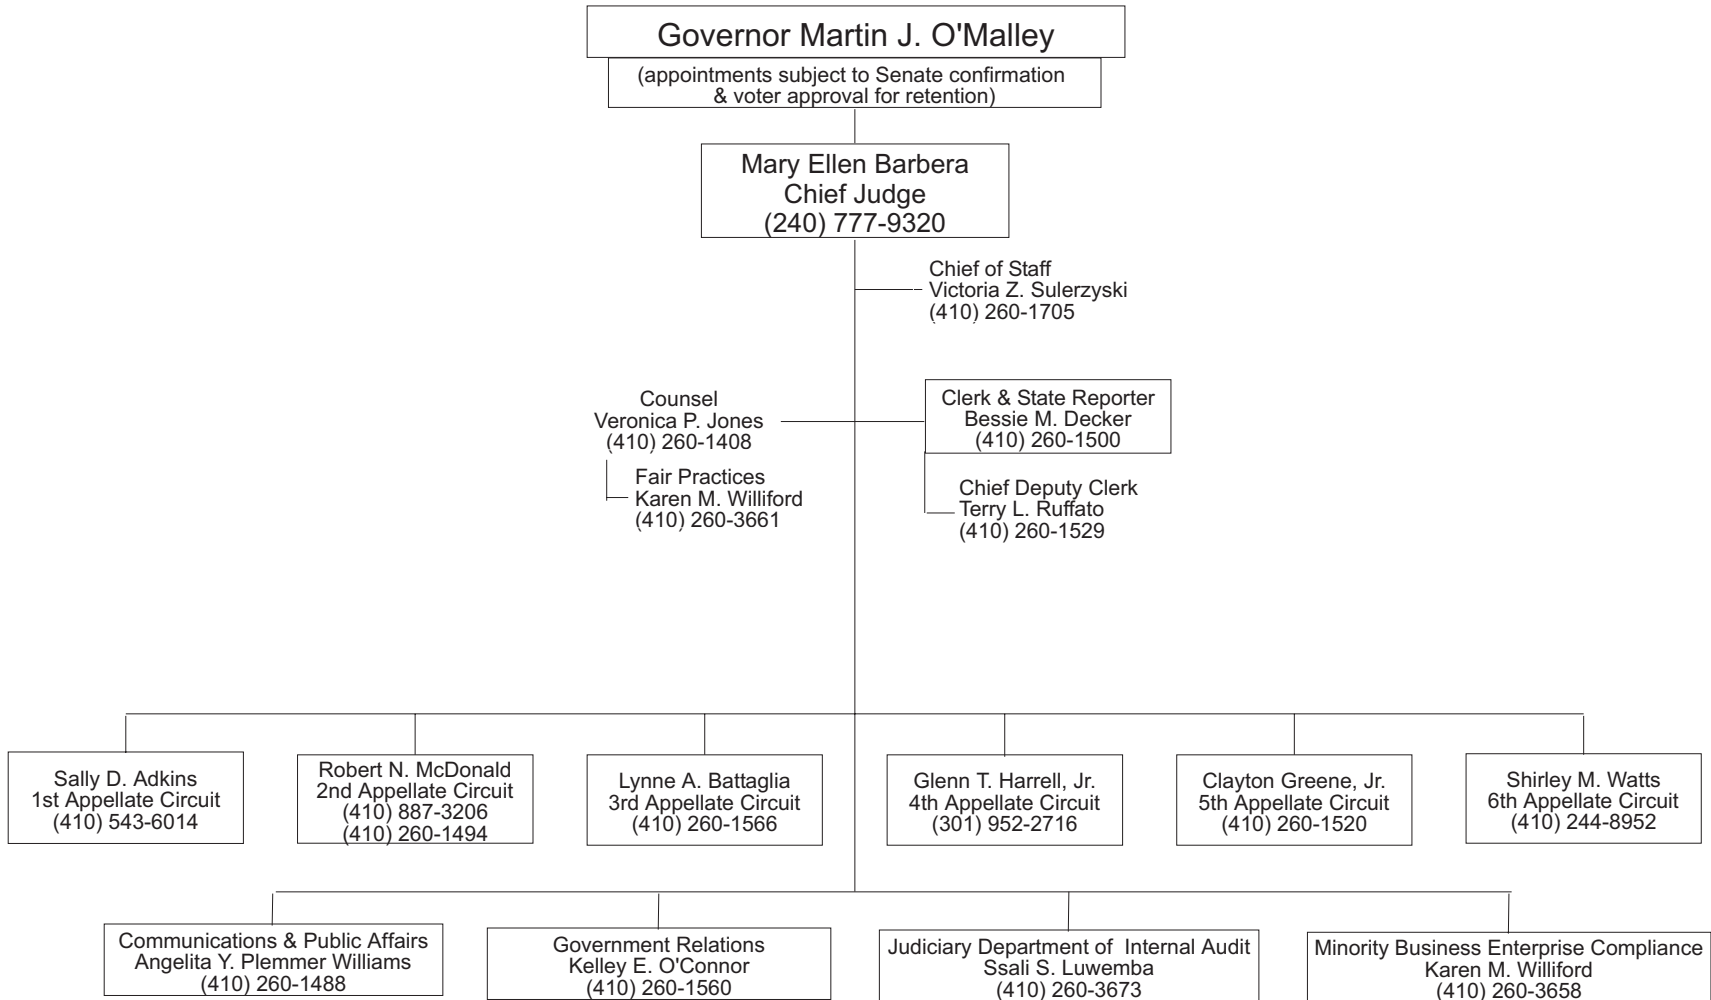 Governor Martin J. O'Malley
(appointments subject to Senate confirmation
& voter approval for retention)
Mary Ellen Barbera
Chief Judge
(240) 777-9320
Chief of Staff
Victoria Z. Sulerzyski
(410) 260-1705
Counsel
Veronica P. Jones
(410) 260-1408
Fair Practices
Karen M. Williford
(410) 260-3661
Clerk & State Reporter
Bessie M. Decker
(410) 260-1500
Chief Deputy Clerk
Terry L. Ruffato
(410) 260-1529
Sally D. Adkins
1st Appellate Circuit
(410) 543-6014
Robert N. McDonald
2nd Appellate Circuit
(410) 887-3206
(410) 260-1494
Lynne A. Battaglia
3rd Appellate Circuit
(410) 260-1566
Glenn T. Harrell, Jr.
4th Appellate Circuit
(301) 952-2716
Clayton Greene, Jr.
5th Appellate Circuit
(410) 260-1520
Shirley M. Watts
6th Appellate Circuit
(410) 244-8952
Communications & Public Affairs
Angelita Y. Plemmer Williams
(410) 260-1488
Government Relations
Kelley E. O'Connor
(410) 260-1560
Judiciary Department of Internal Audit
Ssali S. Luwemba
(410) 260-3673
Minority Business Enterprise Compliance
Karen M. Williford
(410) 260-3658